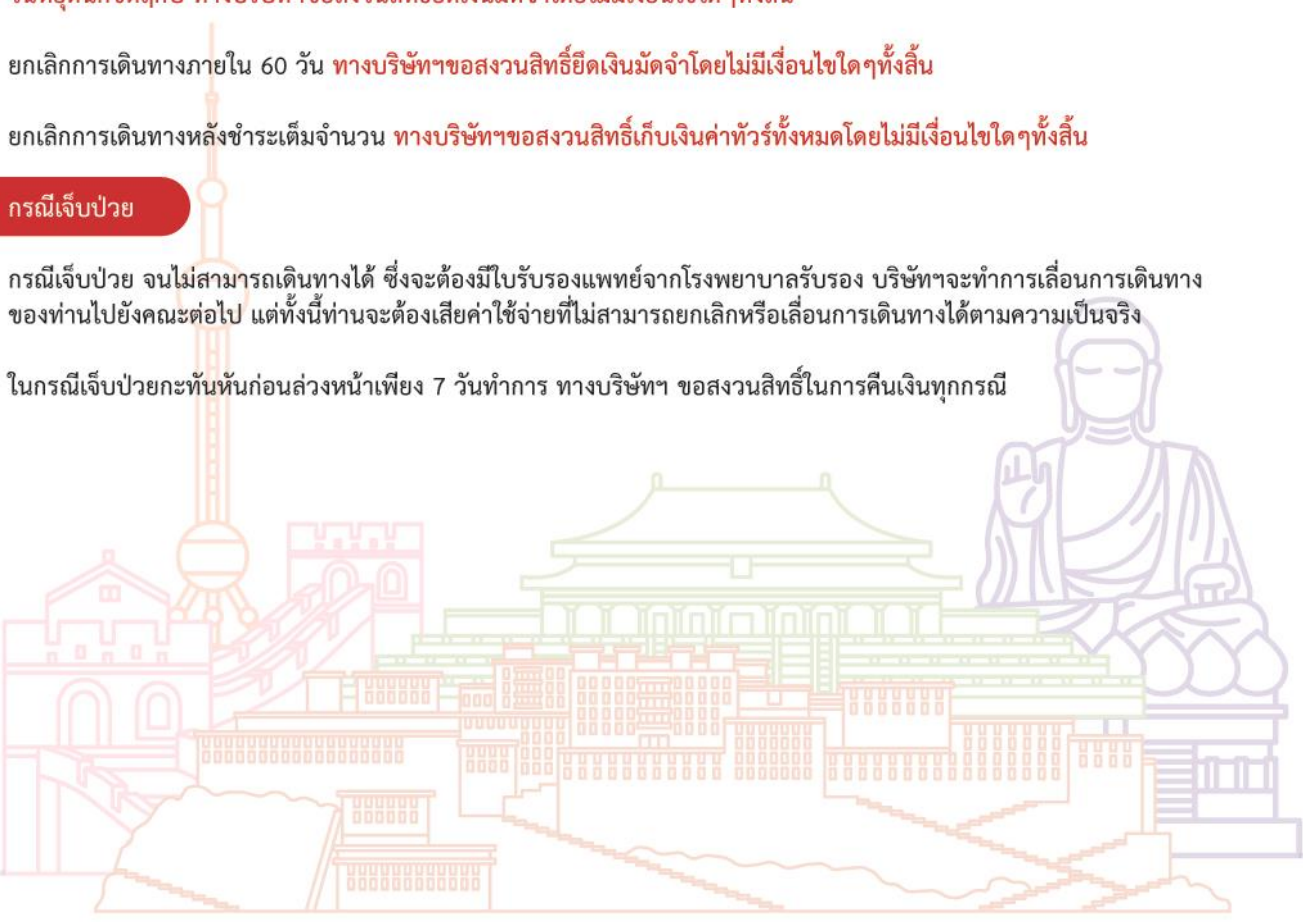 ยกเลิกการเดินทางภายใน 60 วัน ทางบริษัทฯขอสงวนสิทธิ์ยึดเงินมัดจำโดยไม่มีเงื่อนไขใดๆทั้งสิ้น
ยกเลิกการเดินทางหลังชำระเต็มจำนวน ทางบริษัทฯขอสงวนสิทธิ์เก็บเงินค่าทัวร์ทั้งหมดโดยไม่มีเงื่อนไขใดๆทั้งสิ้น
กรณีเจ็บป่วย
กรณีเจ็บป่วย จนไม่สามารถเดินทางได้ ซึ่งจะต้องมีใบรับรองแพทย์จากโรงพยาบาลรับรอง บริษัทฯจะทำการเลื่อนการเดินทาง
ของท่านไปยังคณะต่อไป แต่ทั้งนี้ท่านจะต้องเสียค่าใช้จ่ายที่ไม่สามารถยกเลิกหรือเลื่อนการเดินทางได้ตามความเป็นจริง
ในกรณีเจ็บป่วยกะทันหันก่อนล่วงหน้าเพียง 7 วันทำการ ทางบริษัทฯ ขอสงวนสิทธิ์ในการคืนเงินทุกกรณี